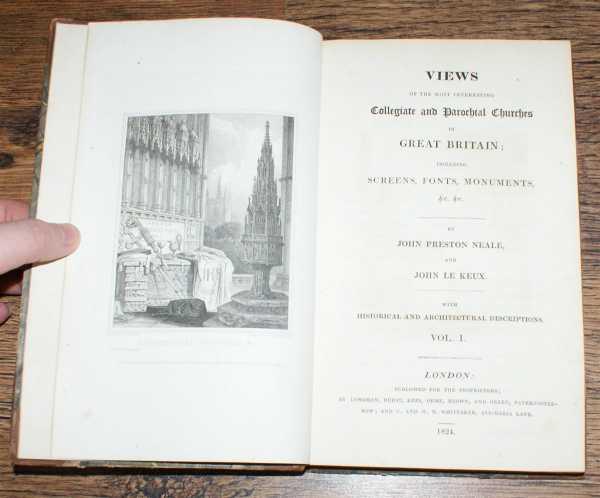 VIEWS
OF THE MOST INTERESTING
Collegiate and Parochial Churches
IN
GREAT BRITAIN;
INCLUDING
SCREENS, FONTS, MONUMENTS,
&c. &c.
BY
JOHN PRESTON NEALE,
AND
JOHN LE KEUX.
WITH
HISTORICAL AND ARCHITECTURAL DESCRIPTIONS.
VOL. I.
LONDON:
PUBLISHED FOR THE PROPRIETORS;
BY LONGMAN, HURST, REES, ORME, BROWN, AND GREEN, PATERNOSTER-
ROW; AND G. AND W. B. WHITTAKER, AVE-MARIA LANE.
1824.